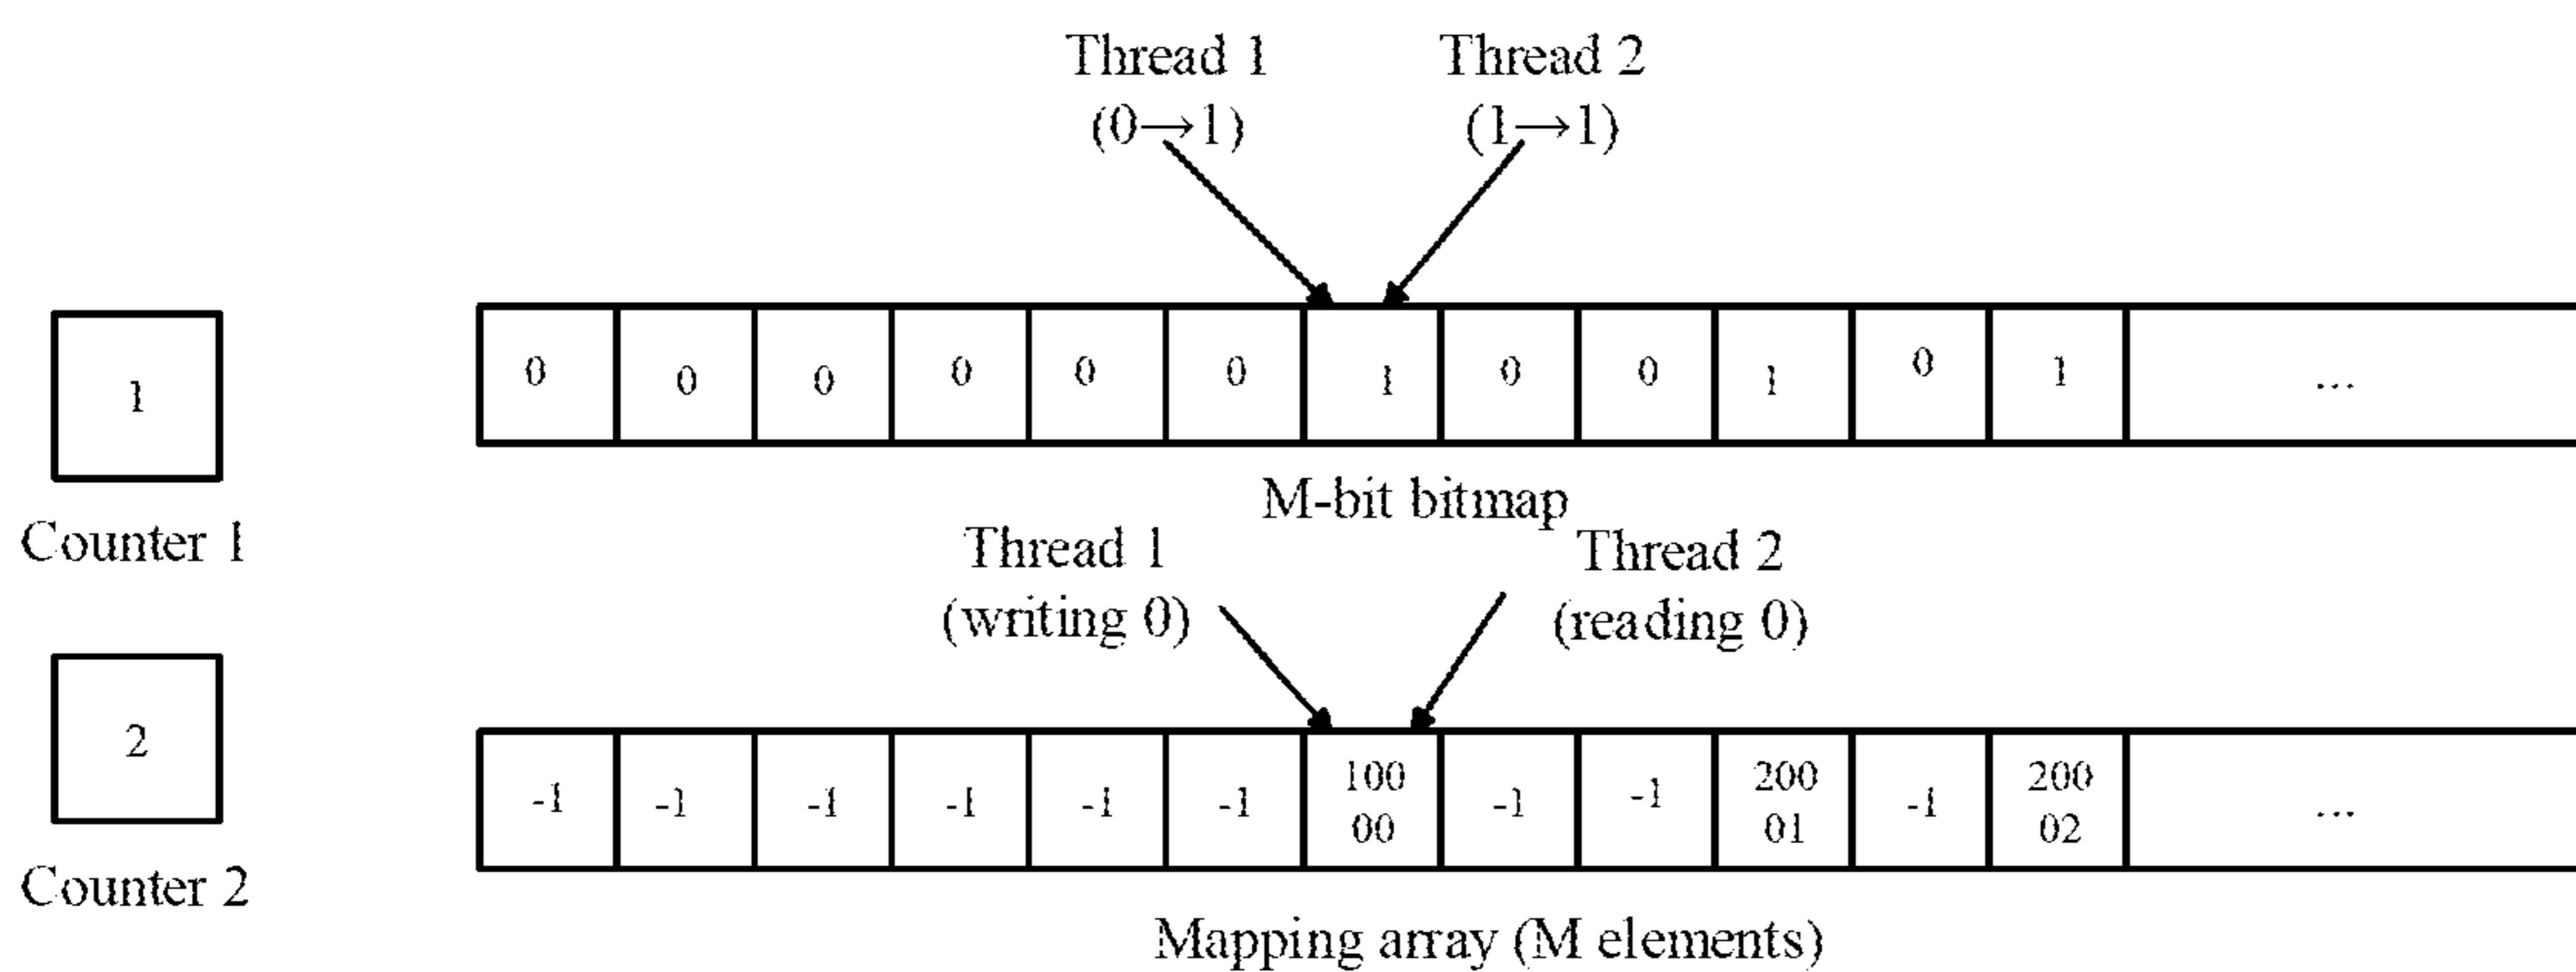 Thread 1
(0→1)
Thread 2
(1→1)
1
Counter 1
0 0 0 0 0 0 1 0 0 1 0 1 ...
M-bit bitmap
Thread 1
(writing 0)
Thread 2
(reading 0)
2
Counter 2
-1 -1 -1 -1 -1 -1 100 -1 -1 200 -1 200 ...
00 01 02
Mapping array (M elements)